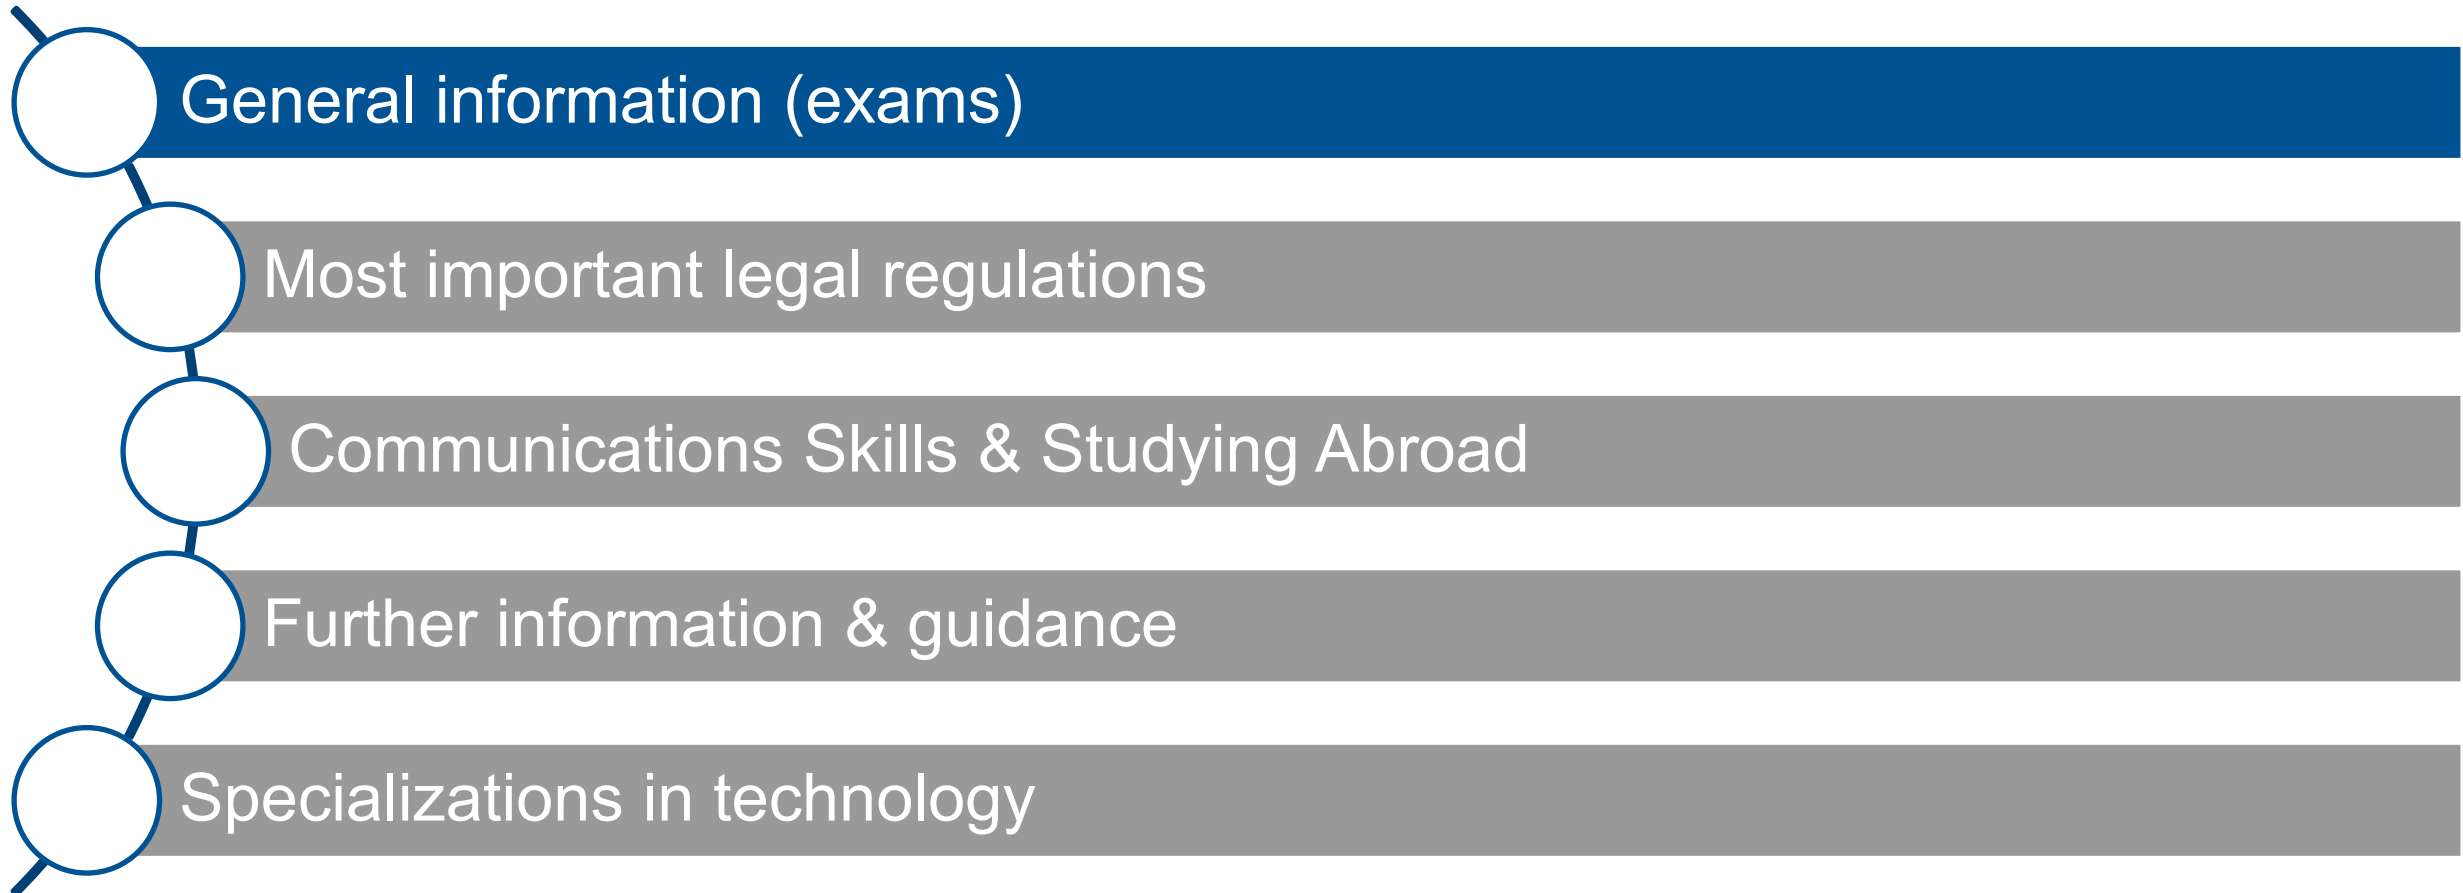 General information (exams)
Most important legal regulations
Communications Skills & Studying Abroad
Further information & guidance
Specializations in technology